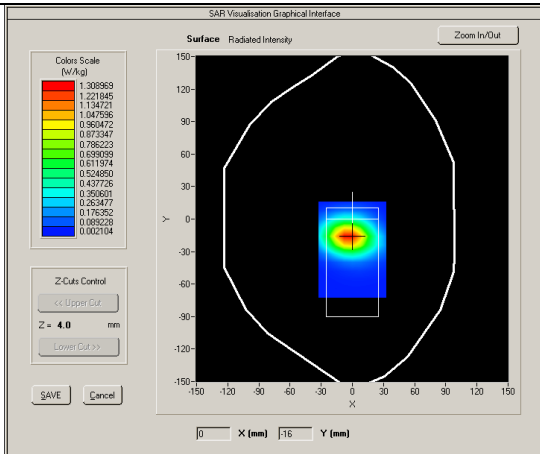 SAR Visualisation Graphical Interface
Surface Radiated Intensity
Zoom In/Out
Colors Scale
(W/kg)
1.308969
1.221845
1.134721
1.047596
0.960472
0.873347
0.786223
0.699099
0.611974
0.524850
0.437726
0.350601
0.263477
0.176352
0.089228
0.002104
150-
120-
90-
60-
30-
0-
-30-
-60-
-90-
-120-
-150-
Y
-150 -120 -90 -60 -30 0 30 60 90 120 150
X
Z-Cuts Control
<< Upper Cut
Z = 4.0 mm
Lower Cut >>
SAVE Cancel
0 X (mm) -16 Y (mm)